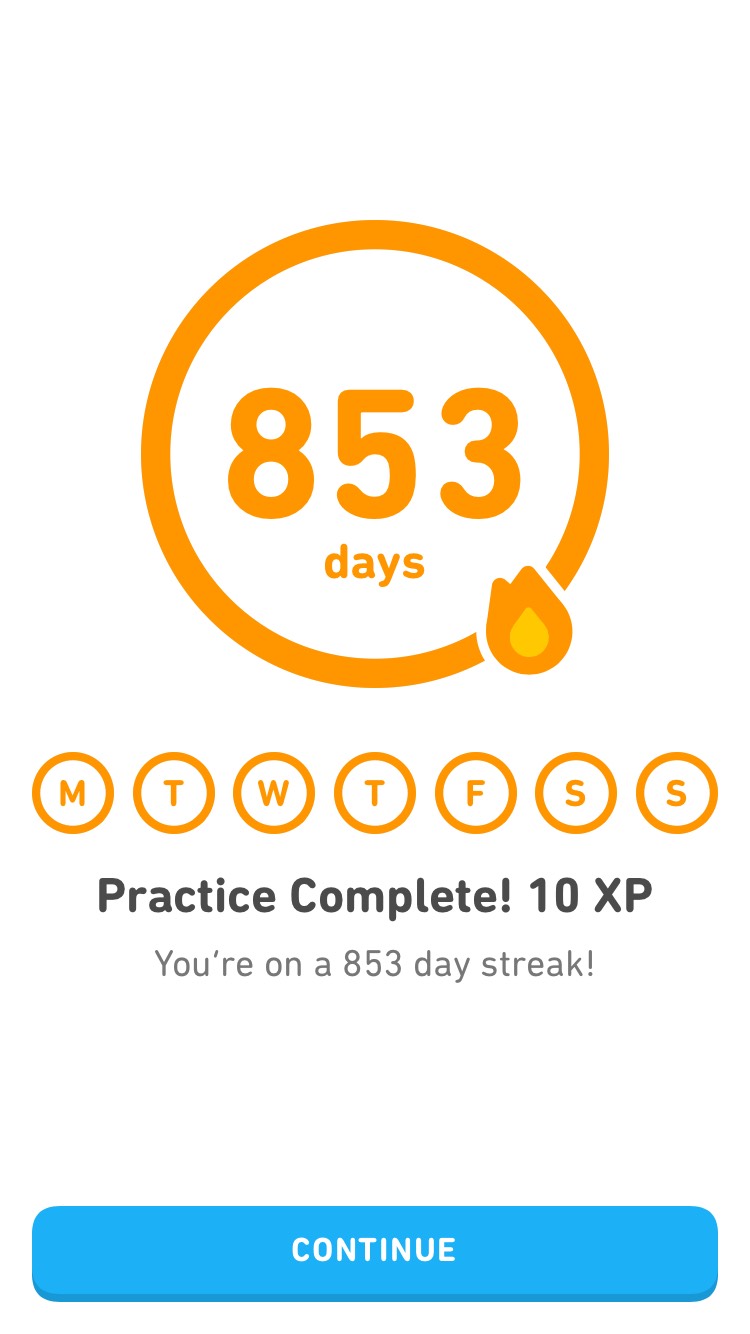 853
days
M T W T F S S
Practice Complete! 10 XP
You‘re on a 853 day streak!
CONTINUE